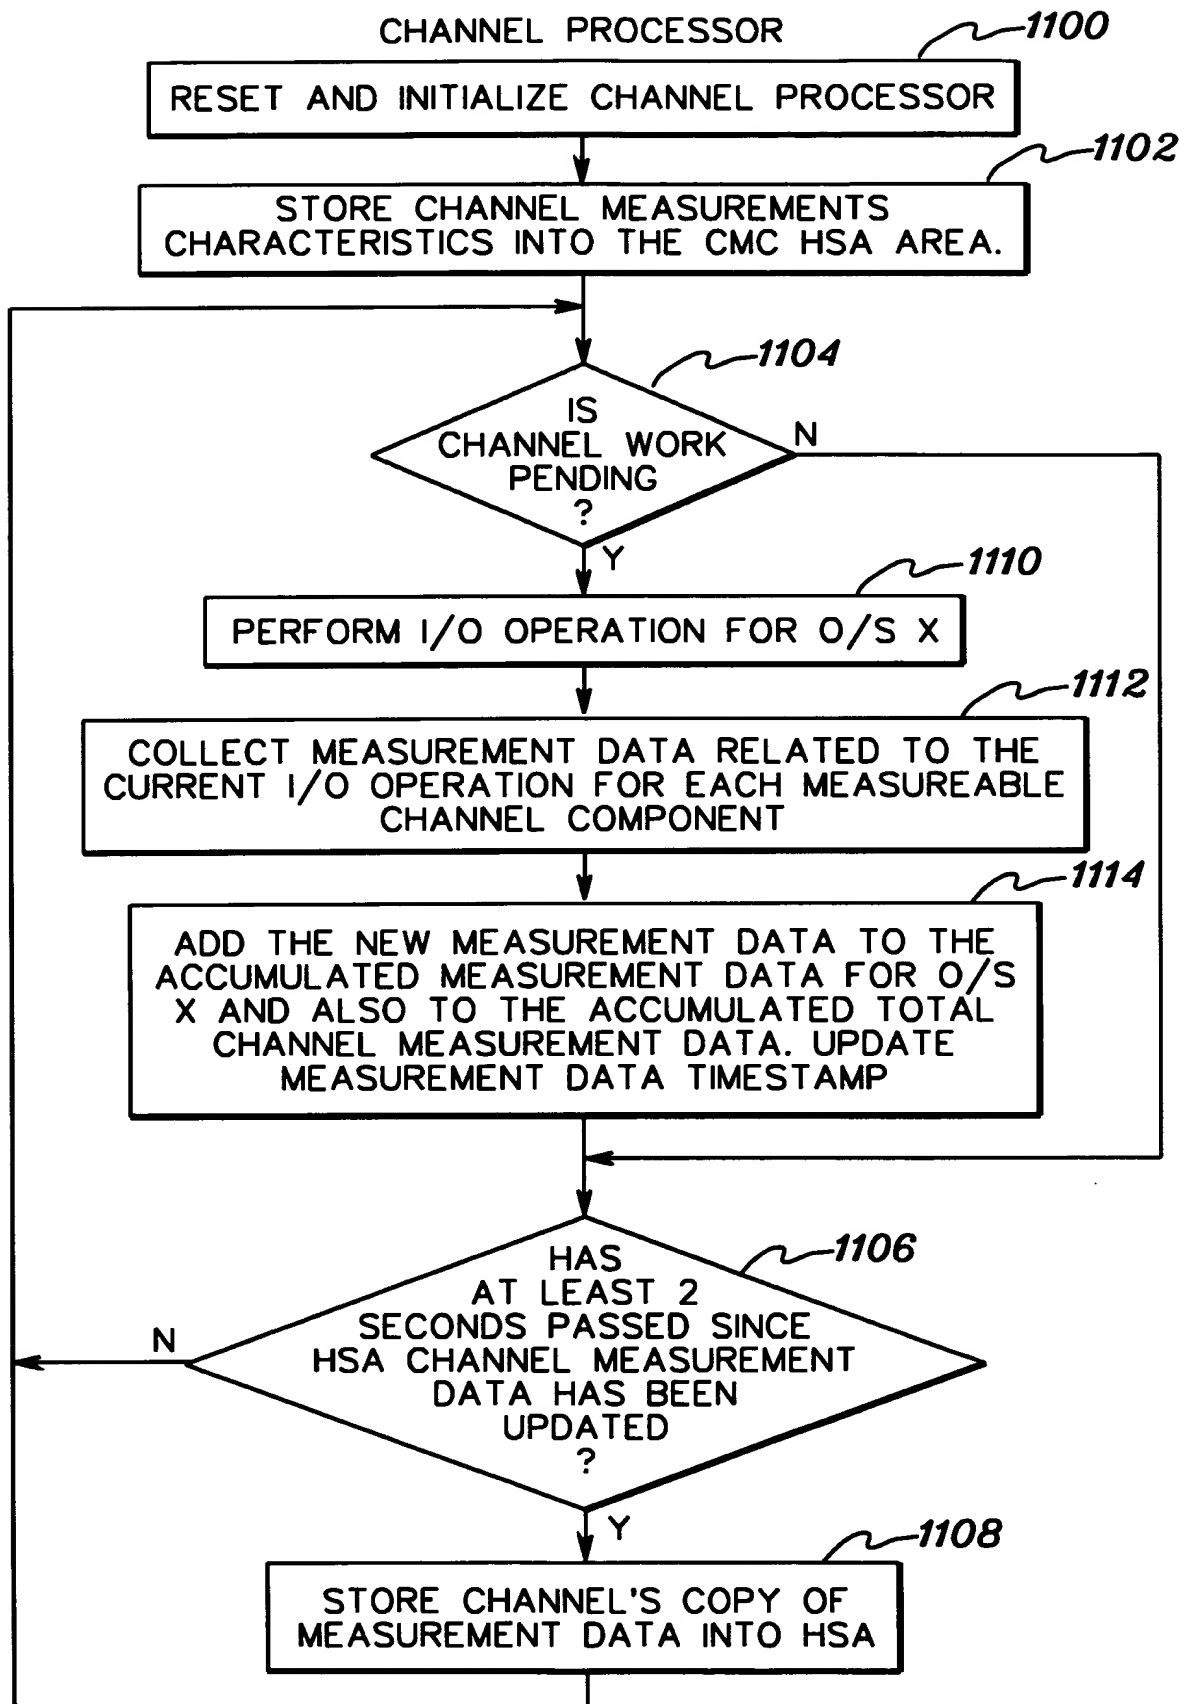 CHANNEL PROCESSOR
1100
RESET AND INITIALIZE CHANNEL PROCESSOR
1102
STORE CHANNEL MEASUREMENTS
CHARACTERISTICS INTO THE CMC HSA AREA.
1104
IS
CHANNEL WORK
PENDING
?
N
Y
1110
PERFORM I/O OPERATION FOR O/S X
1112
COLLECT MEASUREMENT DATA RELATED TO THE
CURRENT I/O OPERATION FOR EACH MEASUREABLE
CHANNEL COMPONENT
1114
ADD THE NEW MEASUREMENT DATA TO THE
ACCUMULATED MEASUREMENT DATA FOR O/S
X AND ALSO TO THE ACCUMULATED TOTAL
CHANNEL MEASUREMENT DATA. UPDATE
MEASUREMENT DATA TIMESTAMP
1106
HAS
AT LEAST 2
SECONDS PASSED SINCE
HSA CHANNEL MEASUREMENT
DATA HAS BEEN
UPDATED
?
N
Y
1108
STORE CHANNEL'S COPY OF
MEASUREMENT DATA INTO HSA